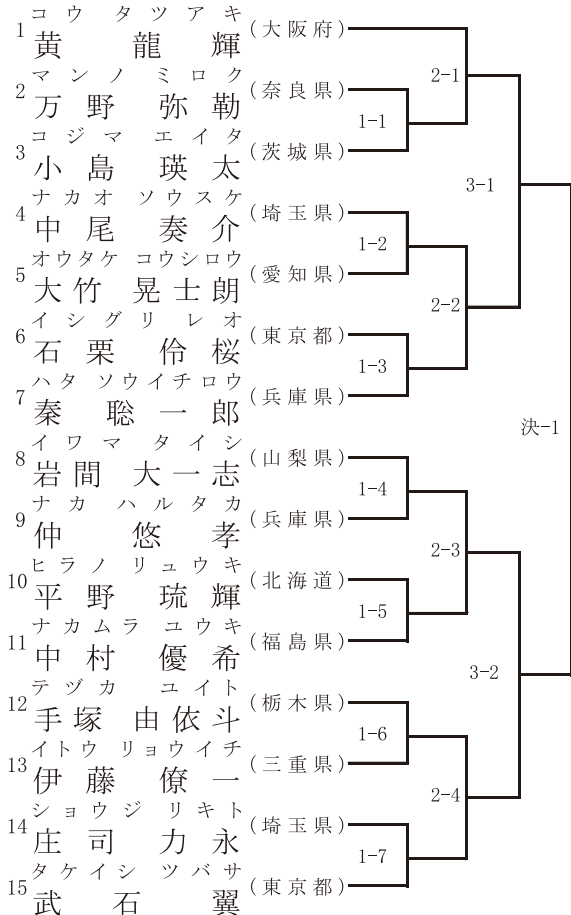 コウ タツアキ
1 黄 龍 輝 (大阪府)
マンノ ミロク
2 万野 弥勒 (奈良県)
コジマ エイタ
3 小島 瑛太 (茨城県)
ナカオ ソウスケ
4 中尾 奏介 (埼玉県)
オウタケ コウシロウ
5 大竹 晃士朗 (愛知県)
イシグリ レオ
6 石栗 伶桜 (東京都)
ハタ ソウイチロウ
7 秦 聡一郎 (兵庫県)
イワマ タイシ
8 岩間 大一志 (山梨県)
ナカ ハルタカ
9 仲 悠孝 (兵庫県)
ヒラノ リュウキ
10 平野 琉輝 (北海道)
ナカムラ ユウキ
11 中村 優希 (福島県)
テヅカ ユイト
12 手塚 由依斗 (栃木県)
イトウ リョウイチ
13 伊藤 僚一 (三重県)
ショウジ リキト
14 庄司 力永 (埼玉県)
タケイシ ツバサ
15 武石 翼 (東京都)
1-1
1-2
1-3
1-4
1-5
1-6
1-7
2-1
2-2
2-3
2-4
3-1
3-2
決-1